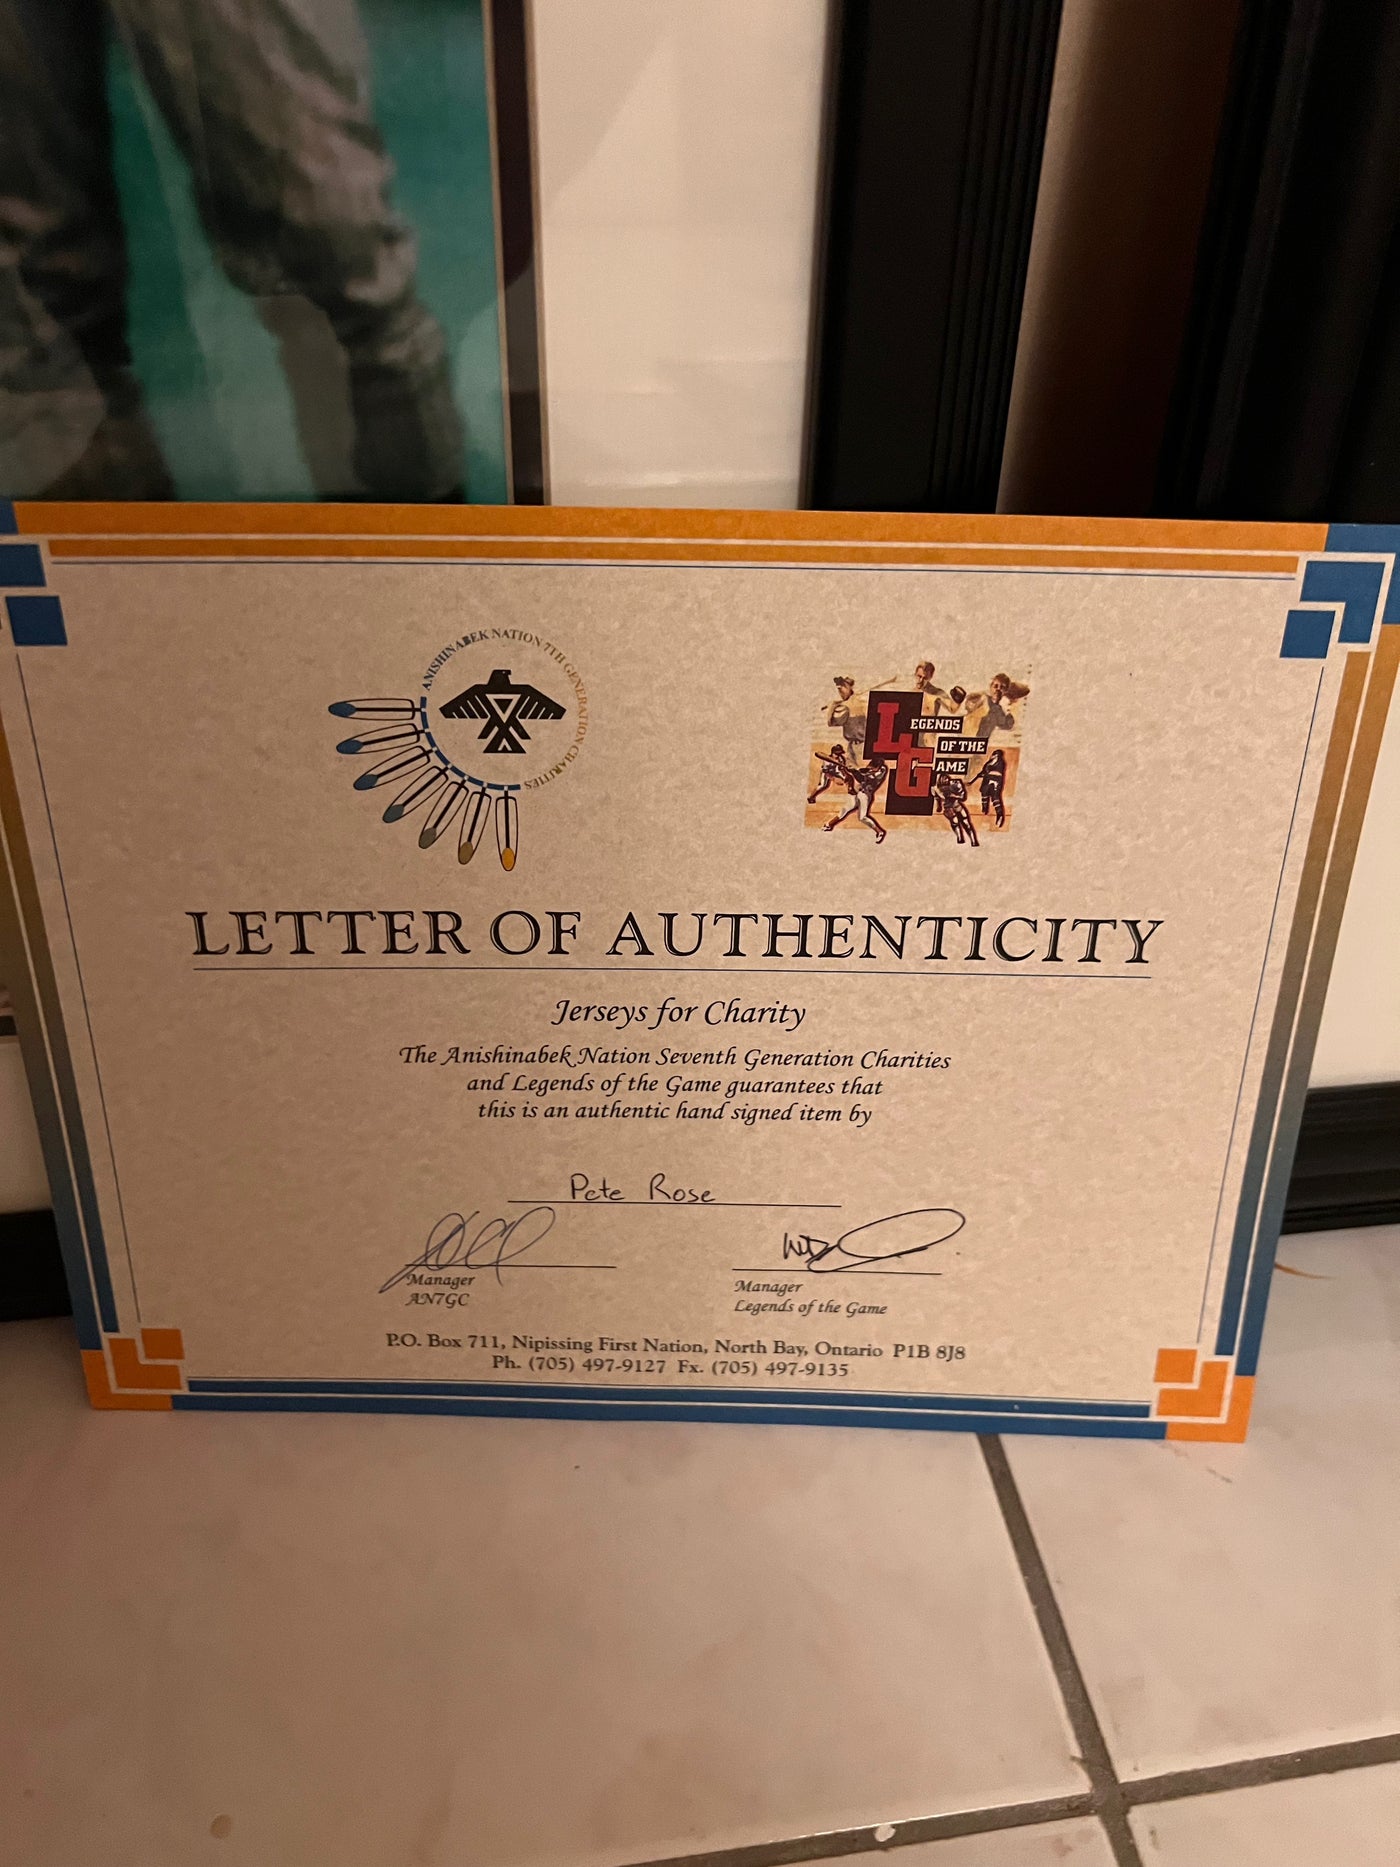 ANISHINABEK NATION 7TH GENERATION CHARITIES
LEGENDS
OF THE
GAME
LETTER OF AUTHENTICITY
Jerseys for Charity
The Anishinabek Nation Seventh Generation Charities
and Legends of the Game guarantees that
this is an authentic hand signed item by
Pete Rose
Manager
AN7GC
Manager
Legends of the Game
P.O. Box 711, Nipissing First Nation, North Bay, Ontario P1B 8J8
Ph. (705) 497-9127 Fx. (705) 497-9135